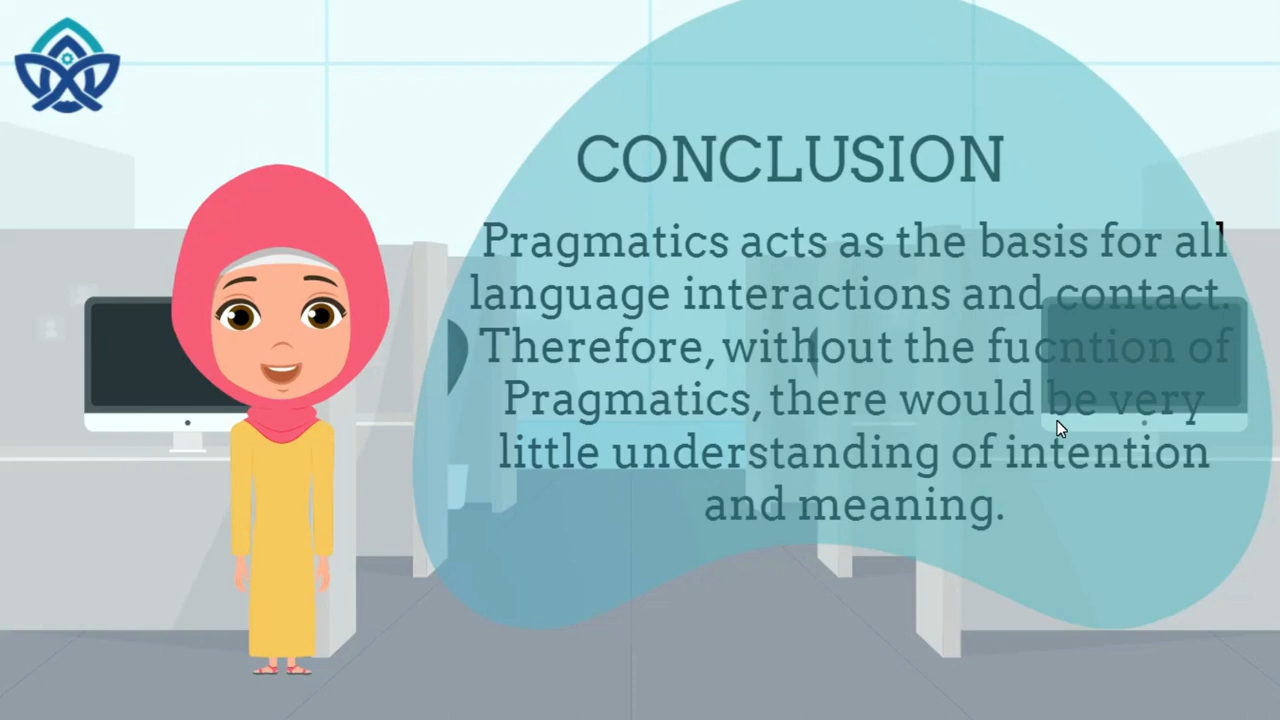 CONCLUSION
Pragmatics acts as the basis for all
language interactions and contact.
Therefore, without the fucntion of
Pragmatics, there would be very
little understanding of intention
and meaning.